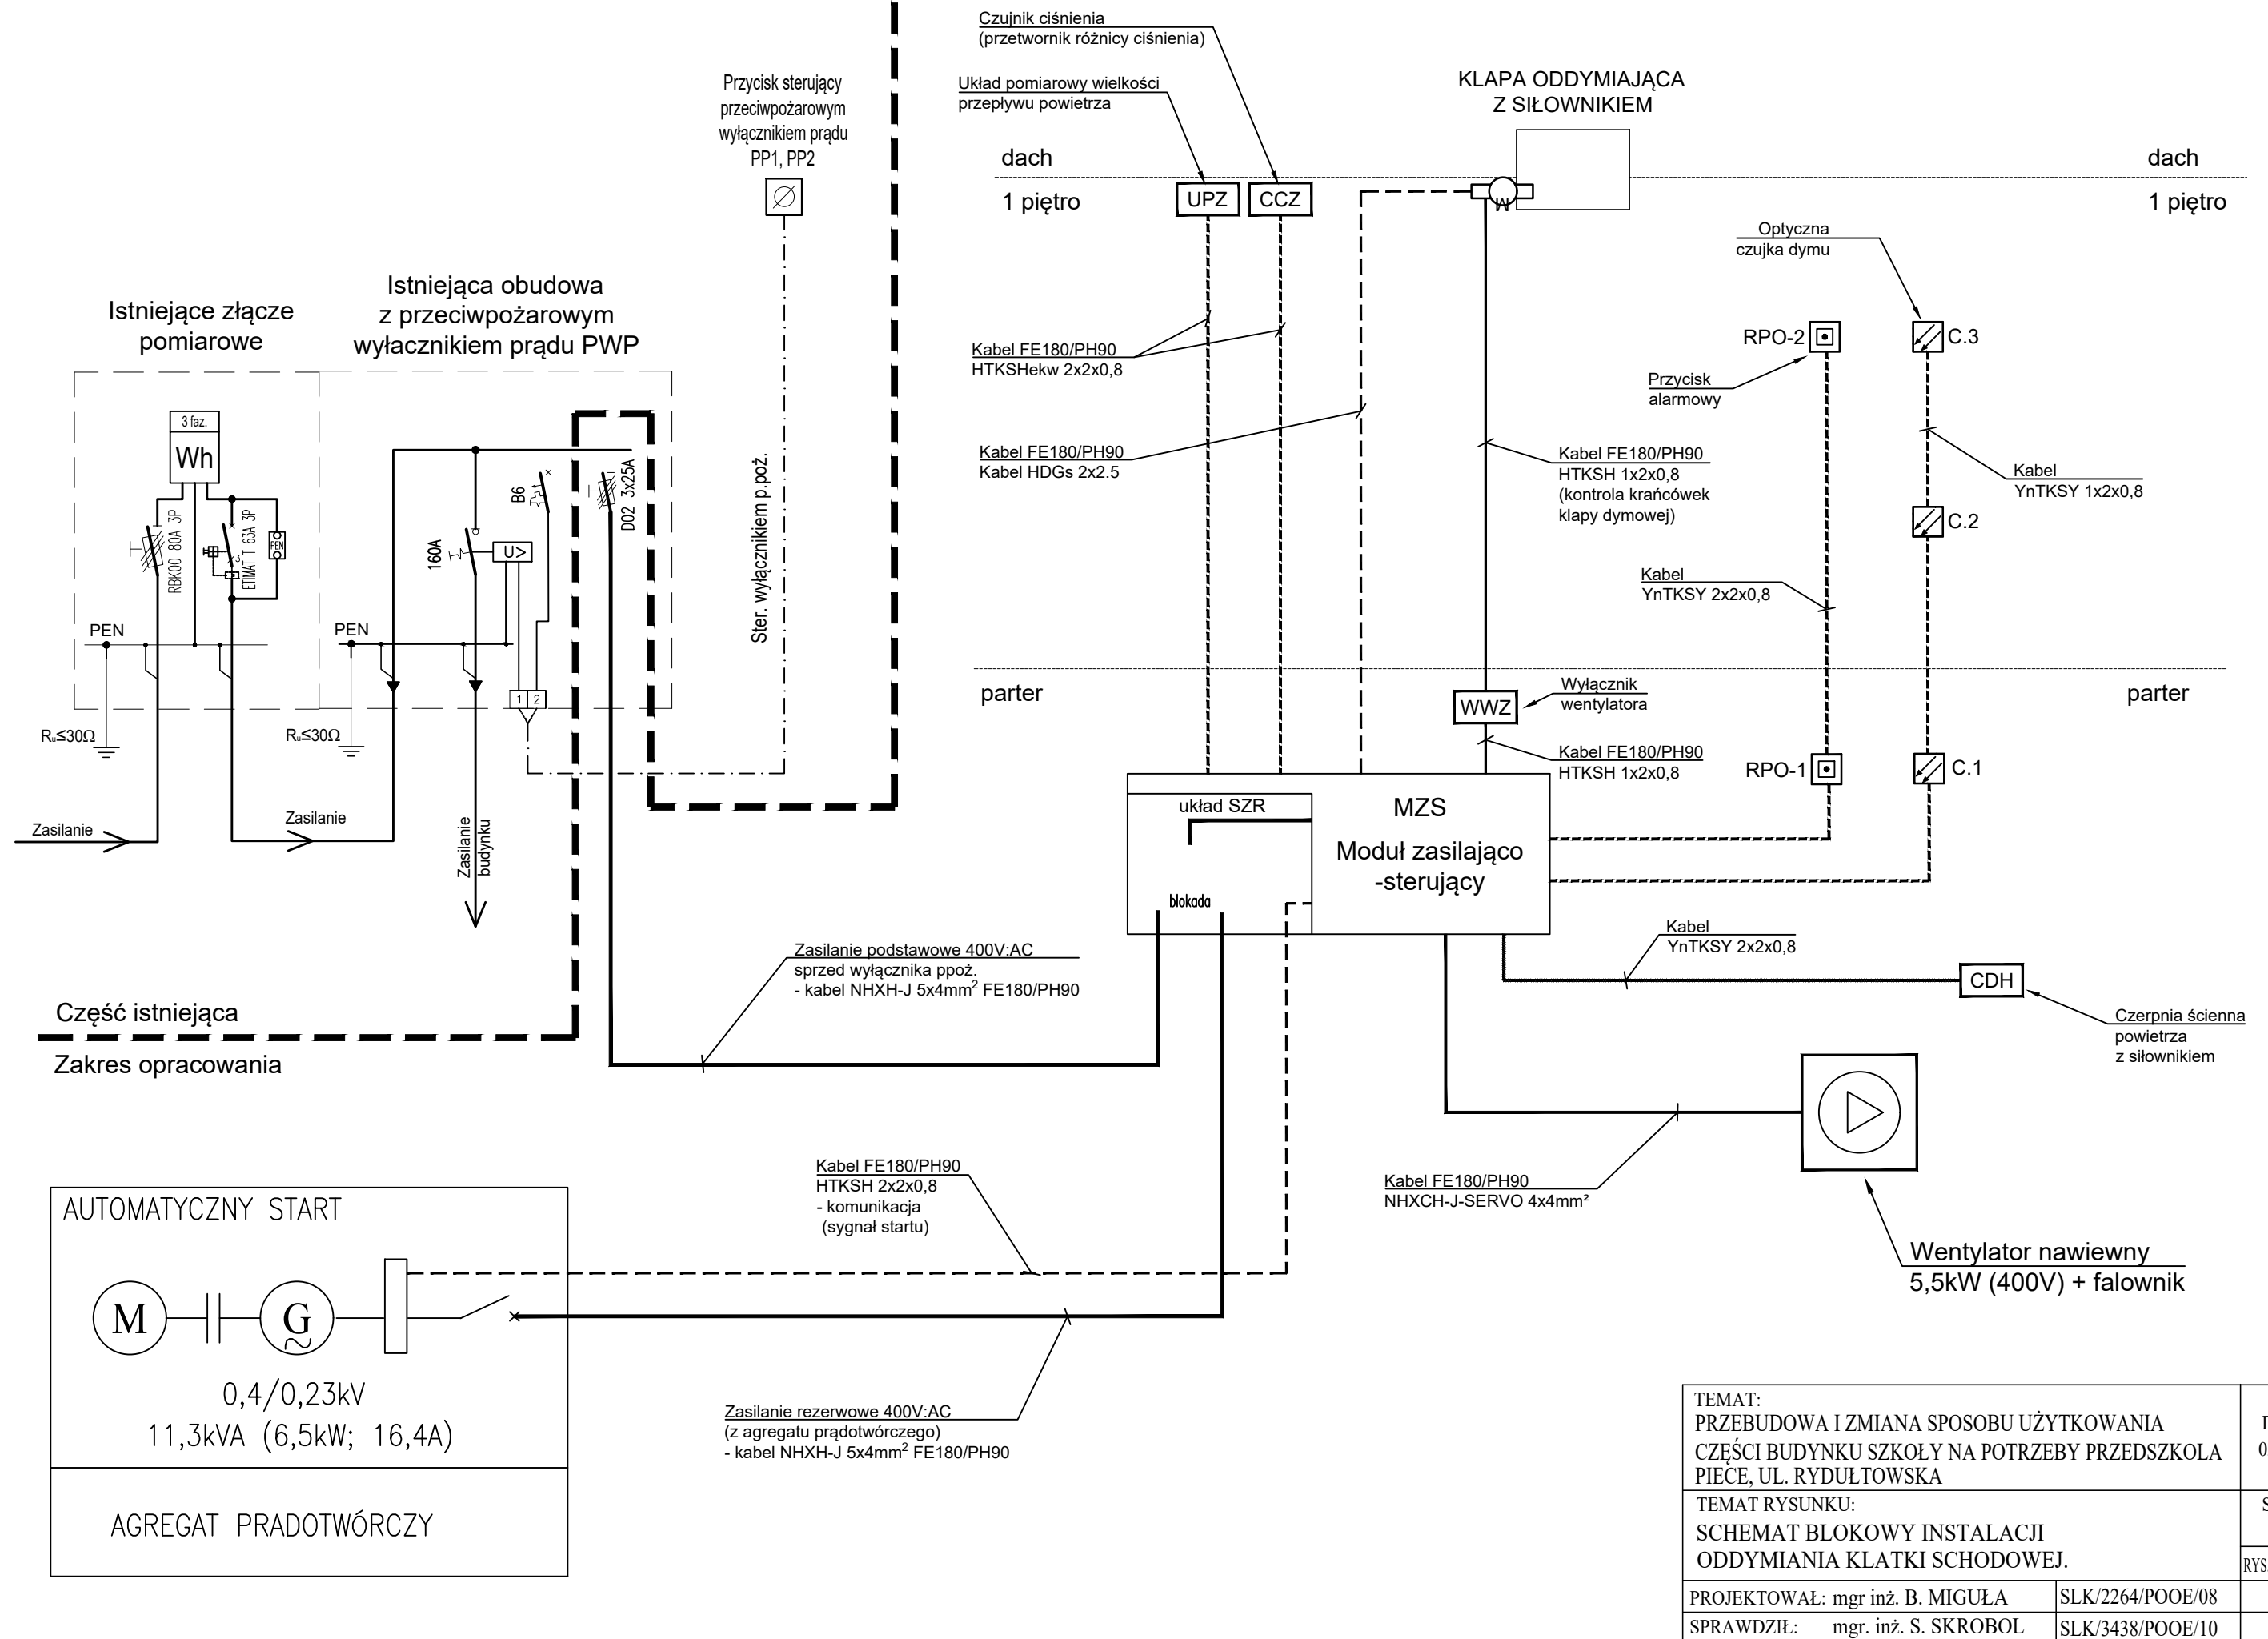 Czujnik ciśnienia
(przetwornik różnicy ciśnienia)
Układ pomiarowy wielkości
przepływu powietrza
KLAPA ODDYMIAJĄCA
Z SIŁOWNIKIEM
Przycisk sterujący
przeciwpożarowym
wyłącznikiem prądu
PP1, PP2
dach
dach
1 piętro
UPZ
CCZ
M
1 piętro
Optyczna
czujka dymu
Istniejące złącze
pomiarowe
Istniejąca obudowa
z przeciwpożarowym
wyłacznikiem prądu PWP
Kabel FE180/PH90
HTKSHekw 2x2x0,8
RPO-2
C.3
Przycisk
alarmowy
3 faz.
Wh
RBK00 80A 3P
ETIMAT T 63A 3P
3
PEN
160A
U>
B6
D02 3x25A
Ster. wyłącznikiem p.poż.
Kabel FE180/PH90
Kabel HDGs 2x2.5
Kabel FE180/PH90
HTKSH 1x2x0,8
(kontrola krańcówek
klapy dymowej)
Kabel
YnTKSY 1x2x0,8
C.2
Kabel
YnTKSY 2x2x0,8
PEN
PEN
1 2
Ru≤30Ω
Ru≤30Ω
parter
parter
WWZ
Wyłącznik
wentylatora
Kabel FE180/PH90
HTKSH 1x2x0,8
RPO-1
C.1
Zasilanie
Zasilanie
Zasilanie
budynku
układ SZR
blokada
MZS
Moduł zasilająco
-sterujący
Kabel
YnTKSY 2x2x0,8
CDH
Czerpnia ścienna
powietrza
z siłownikiem
Zasilanie podstawowe 400V:AC
sprzed wyłącznika ppoż.
- kabel NHXH-J 5x4mm² FE180/PH90
Część istniejąca
Zakres opracowania
Kabel FE180/PH90
HTKSH 2x2x0,8
- komunikacja
(sygnał startu)
Kabel FE180/PH90
NHXCH-J-SERVO 4x4mm²
Wentylator nawiewny
5,5kW (400V) + falownik
AUTOMATYCZNY START
M
G
0,4/0,23kV
11,3kVA (6,5kW; 16,4A)
AGREGAT PRADOTWÓRCZY
Zasilanie rezerwowe 400V:AC
(z agregatu prądotwórczego)
- kabel NHXH-J 5x4mm² FE180/PH90
TEMAT:
PRZEBUDOWA I ZMIANA SPOSOBU UŻYTKOWANIA
CZĘŚCI BUDYNKU SZKOŁY NA POTRZEBY PRZEDSZKOLA
PIECE, UL. RYDUŁTOWSKA
TEMAT RYSUNKU:
SCHEMAT BLOKOWY INSTALACJI
ODDYMIANIA KLATKI SCHODOWEJ.
RYS.
PROJEKTOWAŁ: mgr inż. B. MIGUŁA SLK/2264/POOE/08
SPRAWDZIŁ: mgr. inż. S. SKROBOL SLK/3438/POOE/10